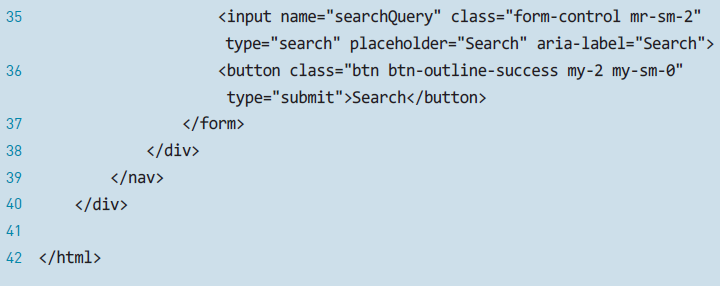 35 <input name="searchQuery" class="form-control mr-sm-2"
type="search" placeholder="Search" aria-label="Search">
36 <button class="btn btn-outline-success my-2 my-sm-0"
type="submit">Search</button>
37 </form>
38 </div>
39 </nav>
40 </div>
41
42 </html>